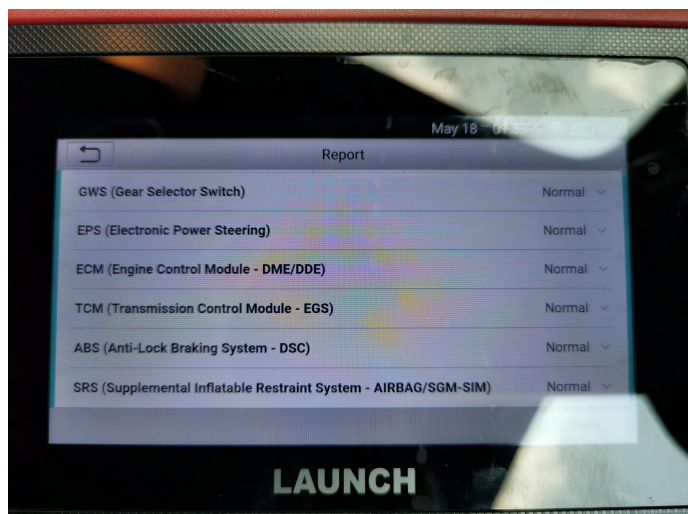 May 18
Report
GWS (Gear Selector Switch) Normal
EPS (Electronic Power Steering) Normal
ECM (Engine Control Module - DME/DDE) Normal
TCM (Transmission Control Module - EGS) Normal
ABS (Anti-Lock Braking System - DSC) Normal
SRS (Supplemental Inflatable Restraint System - AIRBAG/SGM-SIM) Normal
Share
LAUNCH